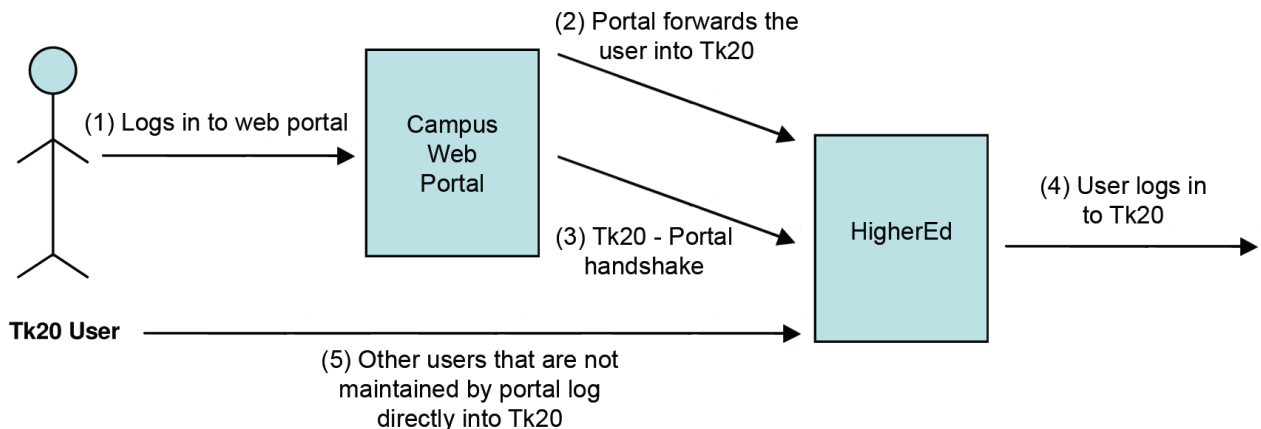 (2) Portal forwards the
user into Tk20
(1) Logs in to web portal
Campus
Web
Portal
(3) Tk20 - Portal
handshake
HigherEd
(4) User logs in
to Tk20
Tk20 User
(5) Other users that are not
maintained by portal log
directly into Tk20